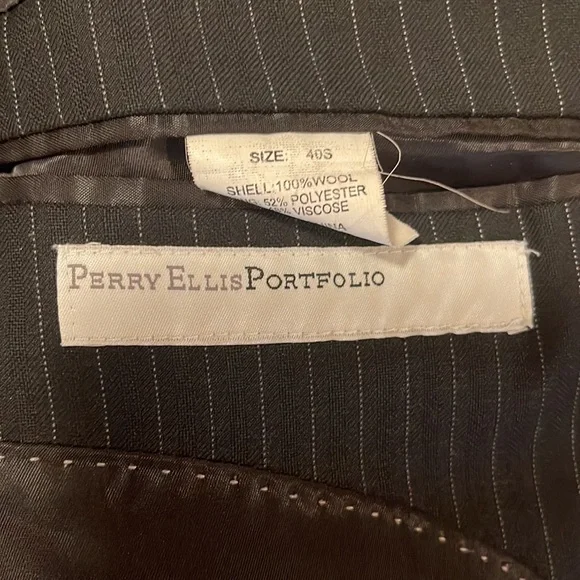 SIZE: 40S
SHELL:100%WOOL
52% POLYESTER
VISCOSE
PERRY ELLIS PORTFOLIO